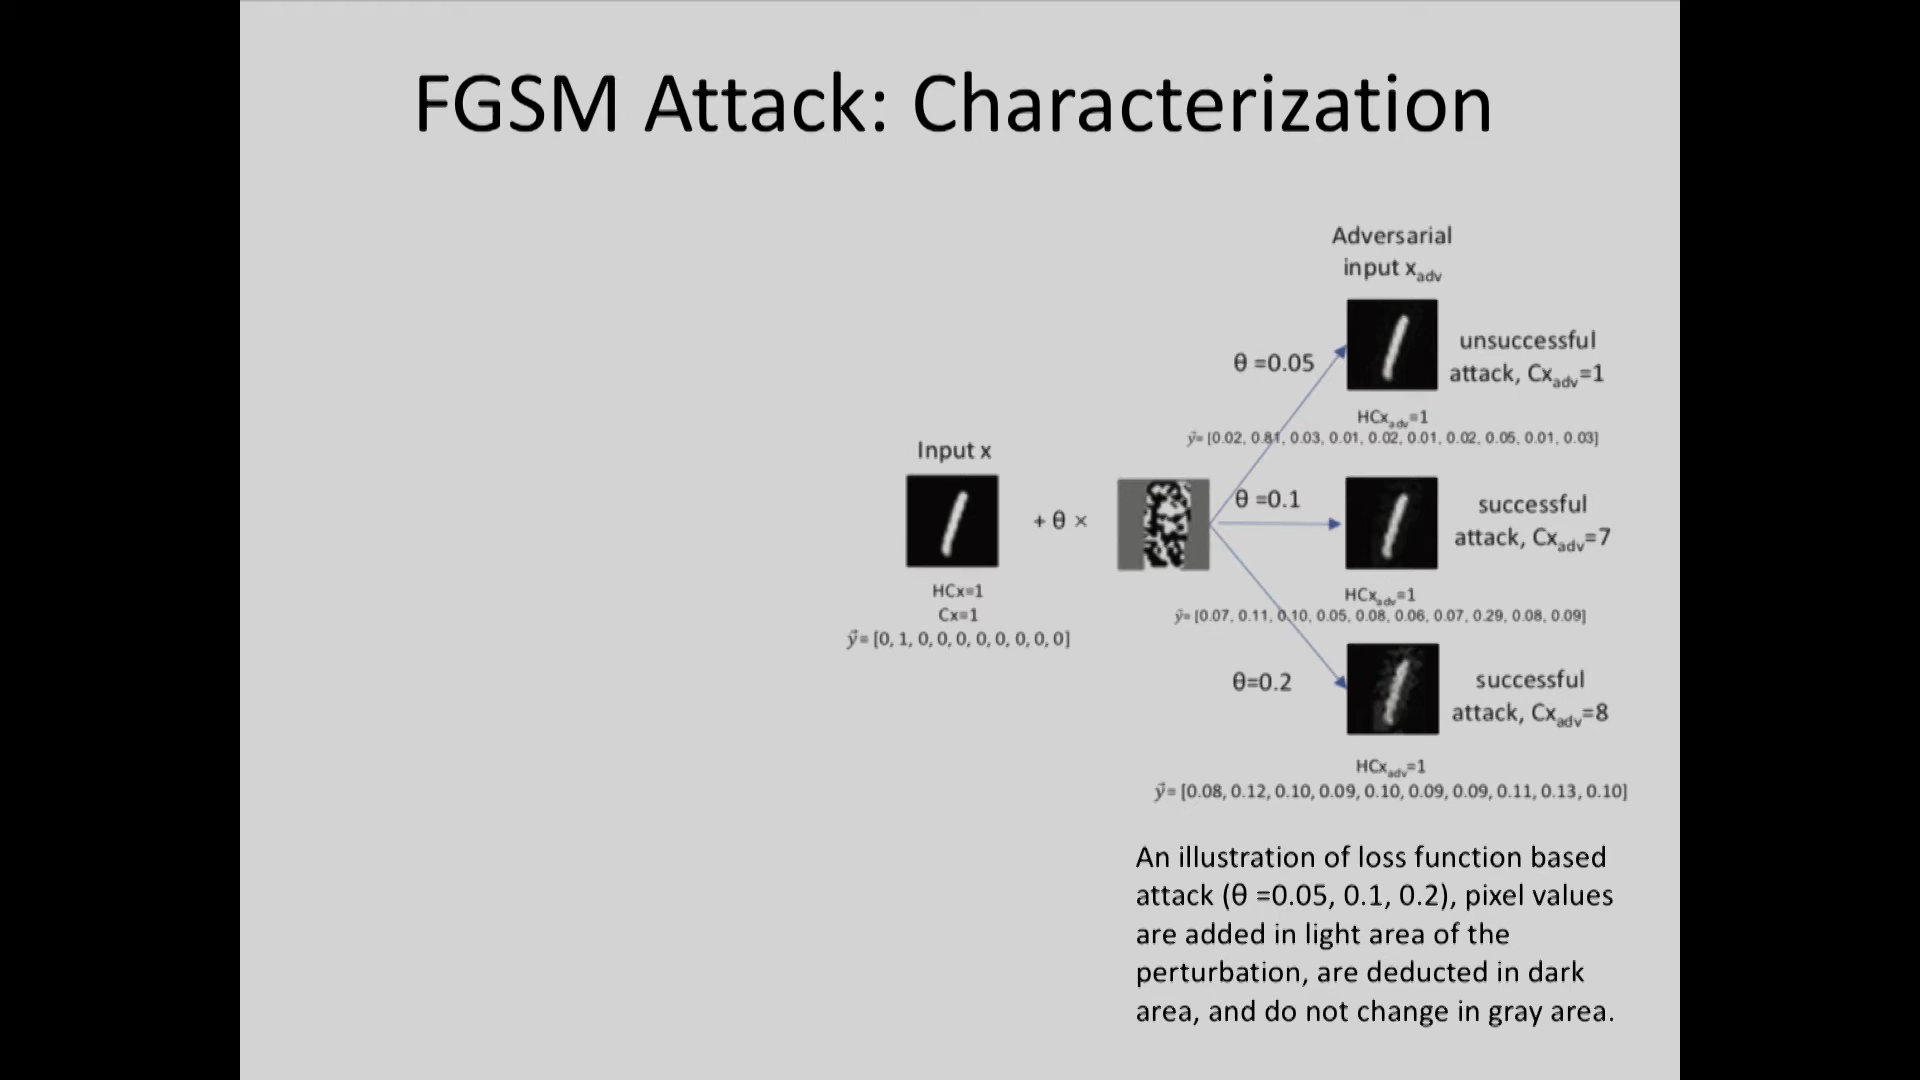 FGSM Attack: Characterization
Adversarial
input xadv
θ =0.05
unsuccessful
attack, Cxadv=1
HCxadv=1
ȳ= [0.02, 0.81, 0.03, 0.01, 0.02, 0.01, 0.02, 0.05, 0.01, 0.03]
Input x
+ θ ×
HCx=1
Cx=1
y⃗= [0, 1, 0, 0, 0, 0, 0, 0, 0, 0]
θ =0.1
successful
attack, Cxadv=7
HCxadv=1
ȳ= [0.07, 0.11, 0.10, 0.05, 0.08, 0.06, 0.07, 0.29, 0.08, 0.09]
θ=0.2
successful
attack, Cxadv=8
HCxadv=1
y⃗= [0.08, 0.12, 0.10, 0.09, 0.10, 0.09, 0.09, 0.11, 0.13, 0.10]
An illustration of loss function based
attack (θ =0.05, 0.1, 0.2), pixel values
are added in light area of the
perturbation, are deducted in dark
area, and do not change in gray area.